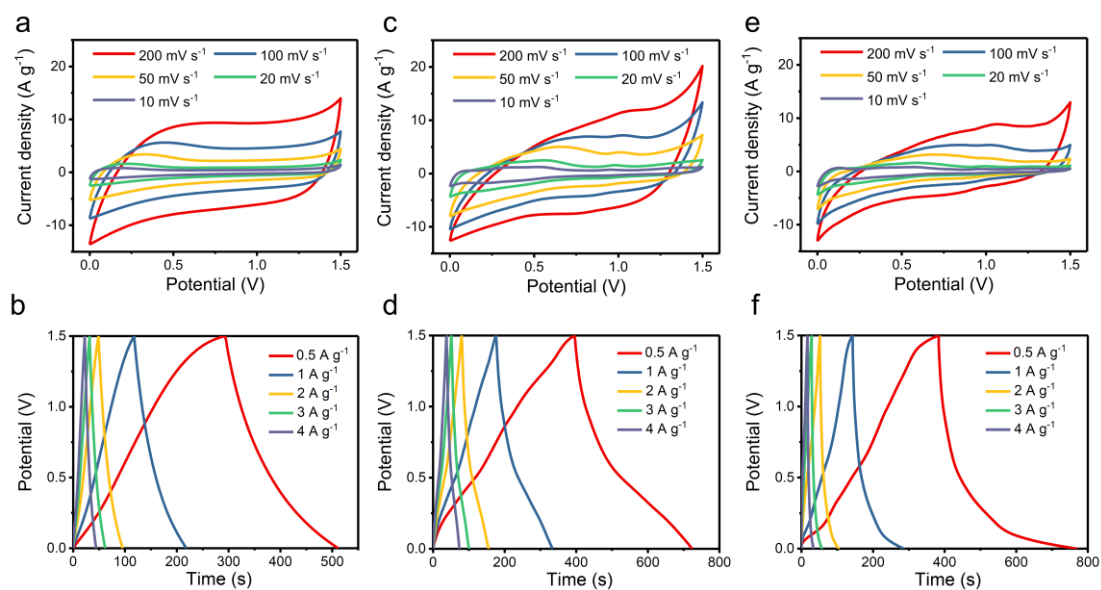 a
200 mV s⁻¹ 100 mV s⁻¹
50 mV s⁻¹ 20 mV s⁻¹
10 mV s⁻¹
Current density (A g⁻¹)
20
10
0
-10
0.0 0.5 1.0 1.5
Potential (V)
c
200 mV s⁻¹ 100 mV s⁻¹
50 mV s⁻¹ 20 mV s⁻¹
10 mV s⁻¹
Current density (A g⁻¹)
20
10
0
-10
0.0 0.5 1.0 1.5
Potential (V)
e
200 mV s⁻¹ 100 mV s⁻¹
50 mV s⁻¹ 20 mV s⁻¹
10 mV s⁻¹
Current density (A g⁻¹)
20
10
0
-10
0.0 0.5 1.0 1.5
Potential (V)
b
0.5 A g⁻¹
1 A g⁻¹
2 A g⁻¹
3 A g⁻¹
4 A g⁻¹
Potential (V)
1.5
1.0
0.5
0.0
0 100 200 300 400 500
Time (s)
d
0.5 A g⁻¹
1 A g⁻¹
2 A g⁻¹
3 A g⁻¹
4 A g⁻¹
Potential (V)
1.5
1.0
0.5
0.0
0 200 400 600 800
Time (s)
f
0.5 A g⁻¹
1 A g⁻¹
2 A g⁻¹
3 A g⁻¹
4 A g⁻¹
Potential (V)
1.5
1.0
0.5
0.0
0 200 400 600 800
Time (s)